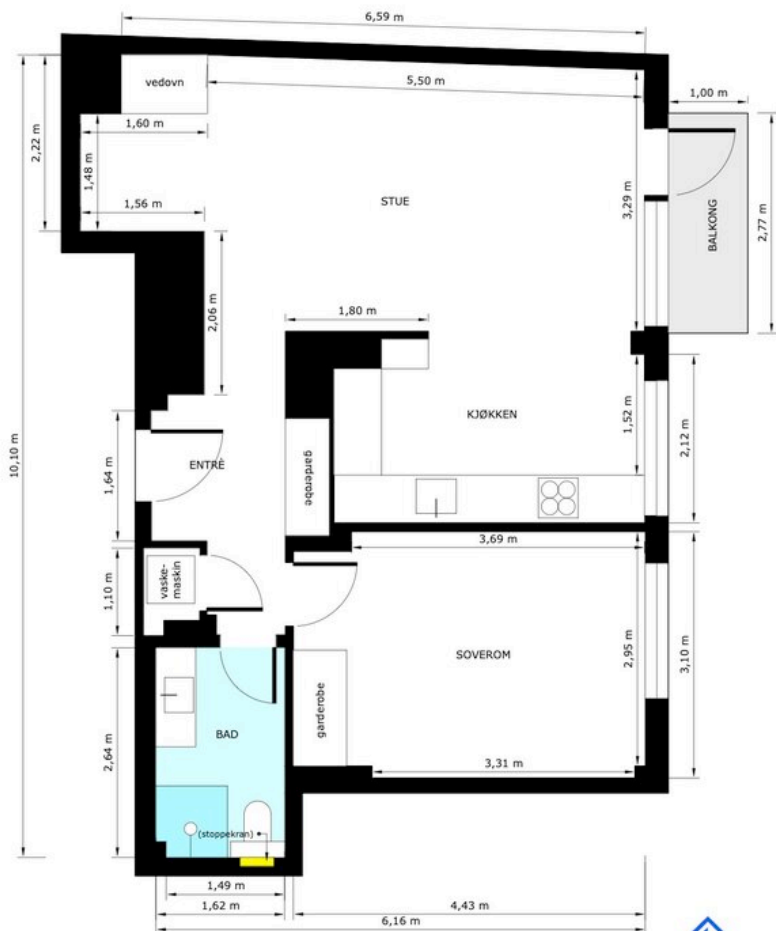 6,59 m
vedovn
5,50 m
1,00 m
1,60 m
2,22 m
1,48 m
1,56 m
STUE
3,29 m
BALKONG
2,77 m
2,06 m
1,80 m
10,10 m
KJØKKEN
1,52 m
2,12 m
ENTRÉ
garderobe
1,64 m
3,69 m
vaske-
maskin
1,10 m
SOVEROM
2,95 m
3,10 m
garderobe
BAD
2,64 m
3,31 m
(stoppekran)
1,49 m
1,62 m
4,43 m
6,16 m